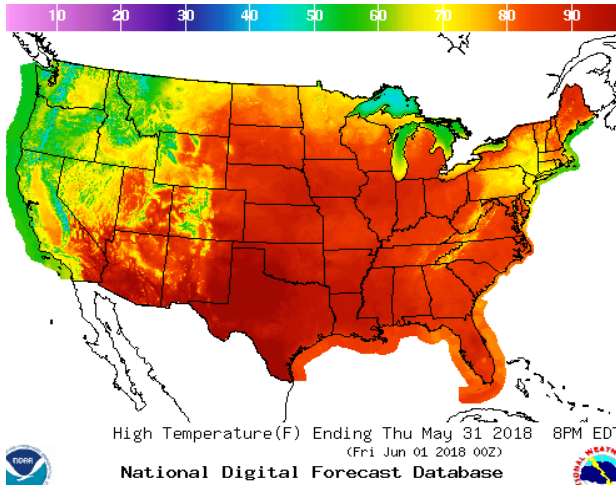 10 20 30 40 50 60 70 80 90
High Temperature(F) Ending Thu May 31 2018 8PM EDT
(Fri Jun 01 2018 00Z)
National Digital Forecast Database
NOAA